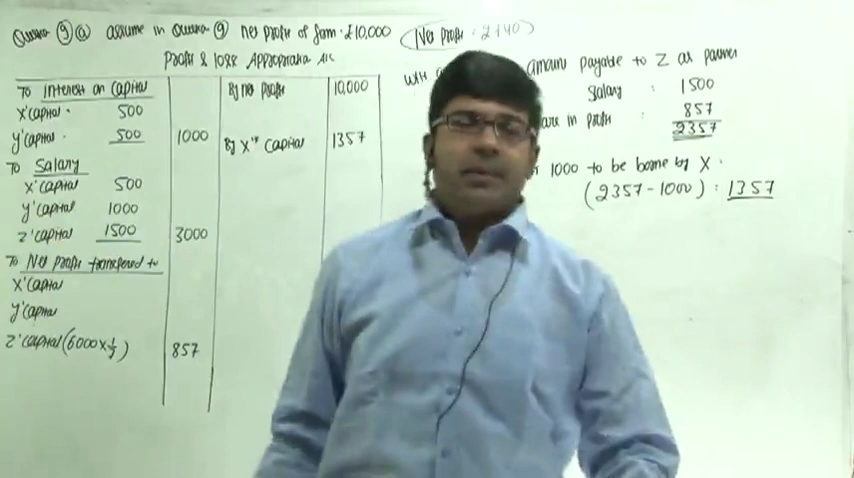 9 a assume in 9 net profit of firm : £10,000 (Net profit : 2140)
Profit & loss Appropriation A/c
To Interest on Capital
By net profit 10,000
X'Capital 500
Y'Capital 500 1000
By X'S Capital 1357
To Salary
X'Capital 500
Y'Capital 1000
Z'Capital 1500 3000
To Net profit transferred to
X'Capital
Y'Capital
Z'Capital (6000 x 1/7) 857
amount payable to Z as partner
Salary : 1500
in profit : 857
2357
1000 to be borne by X.
(2357-1000) : 1357